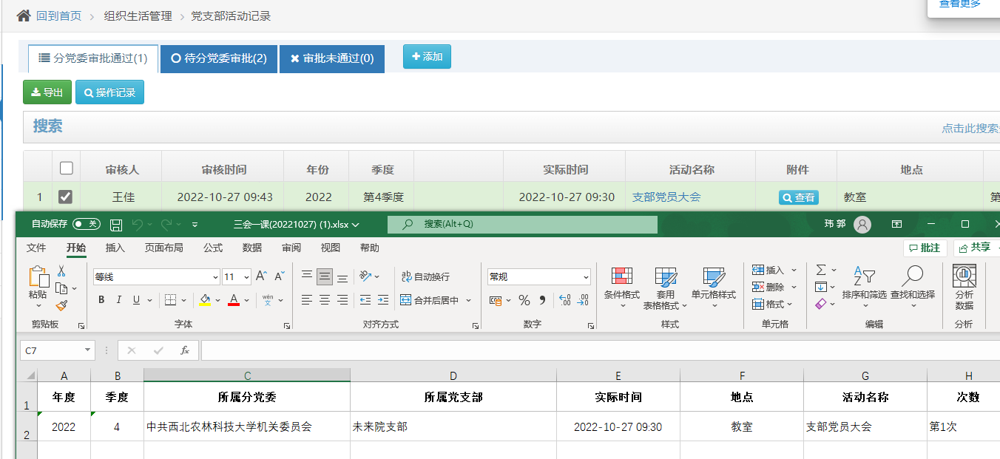 查看更多
回到首页 > 组织生活管理 > 党支部活动记录
分党委审批通过(1) 待分党委审批(2) 审批未通过(0) 添加
导出 操作记录
搜索 点击此搜索
审核人 审核时间 年份 季度 实际时间 活动名称 附件 地点
1 王佳 2022-10-27 09:43 2022 第4季度 2022-10-27 09:30 支部党员大会 查看 教室 第
自动保存 关 三会一课(20221027) (1).xlsx 搜索(Alt+Q) 玮 郭
文件 开始 插入 页面布局 公式 数据 审阅 视图 帮助 批注 共享
粘贴 等线 11 A A 自动换行 常规 条件格式 套用 表格格式 单元格样式 插入 排序和筛选 查找和选择 分析 数据
B I U A wén 文 合并后居中 % 删除
格式
剪贴板 字体 对齐方式 数字 样式 单元格 编辑 分析
C7 fx
A B C D E F G H
1 年度 季度 所属分党委 所属党支部 实际时间 地点 活动名称 次数
2 2022 4 中共西北农林科技大学机关委员会 未来院支部 2022-10-27 09:30 教室 支部党员大会 第1次